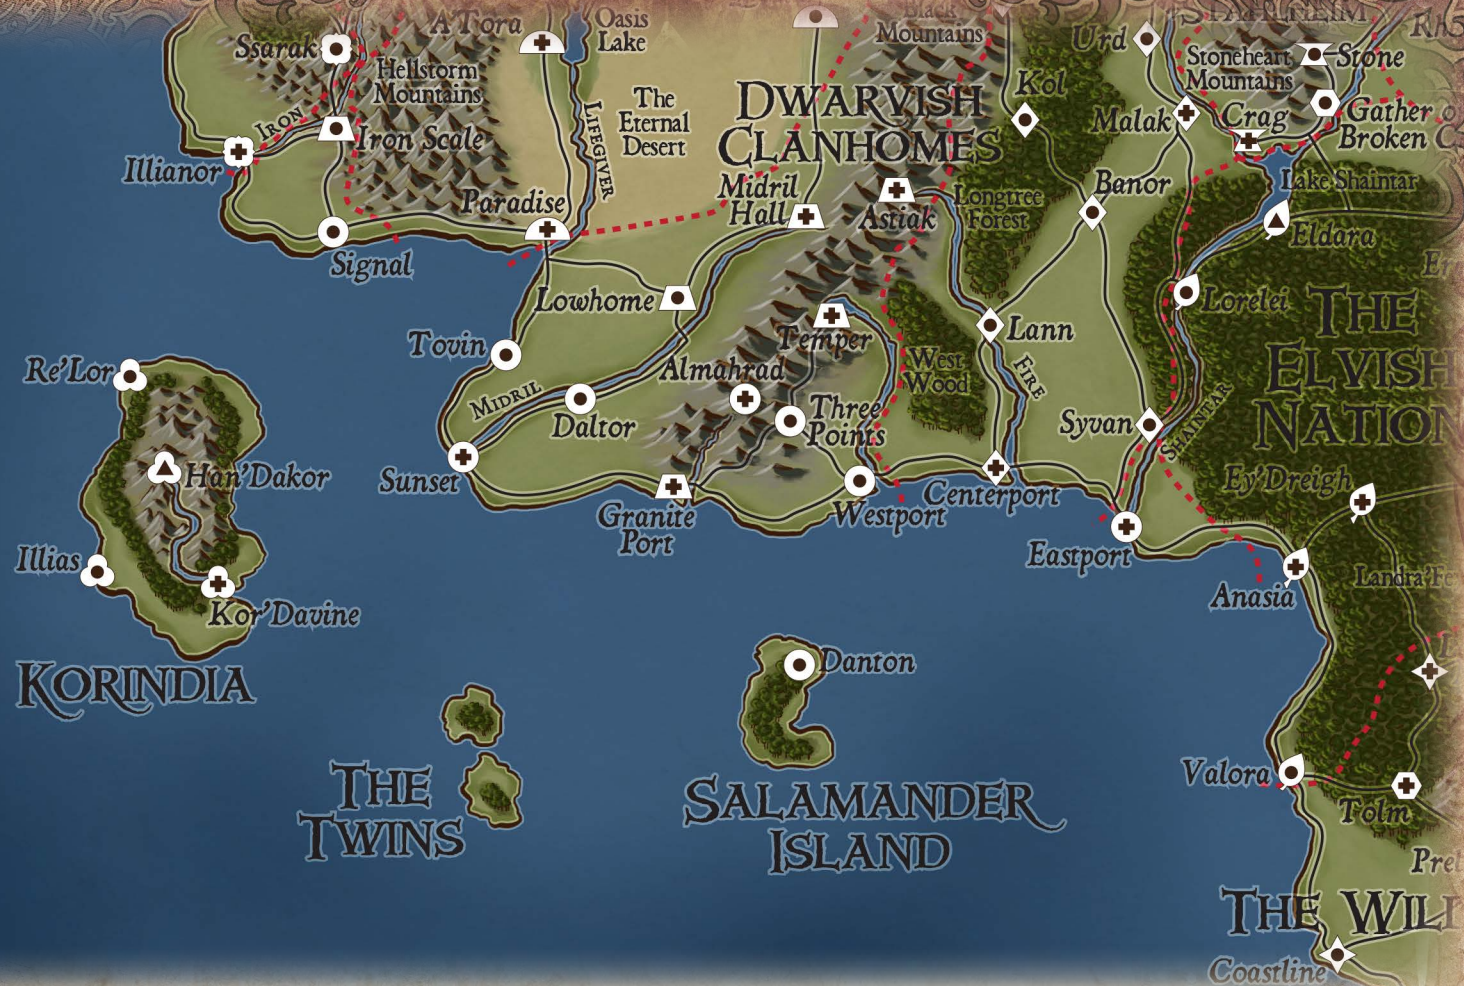 A'Tora
Oasis
Lake
Black
Mountains
STAHLHEIM
Ssarak
Hellstorm
Mountains
Urd
Stoneheart
Mountains
Stone
IRON
Iron Scale
Illianor
LIFEGIVER
The
Eternal
Desert
DWARVISH
CLANHOMES
Kol
Malak
Crag
Gather
Broken
Signal
Paradise
Midril
Hall
Astiak
Longtree
Forest
Banor
Lake Shaintar
Eldara
Lowhome
Temper
Lann
Lorelei
THE
ELVISH
NATION
Tovin
Re'Lor
MIDRIL
Almahrad
West
Wood
FIRE
Daltor
Three
Points
Syvan
SHAINTAR
Sunset
Han'Dakor
Granite
Port
Westport
Centerport
Ey'Dreigh
Eastport
Illias
Kor'Davine
Anasia
Landra'Fe
KORINDIA
Danton
THE
TWINS
SALAMANDER
ISLAND
Valora
Tolm
Pre
THE WIL
Coastline